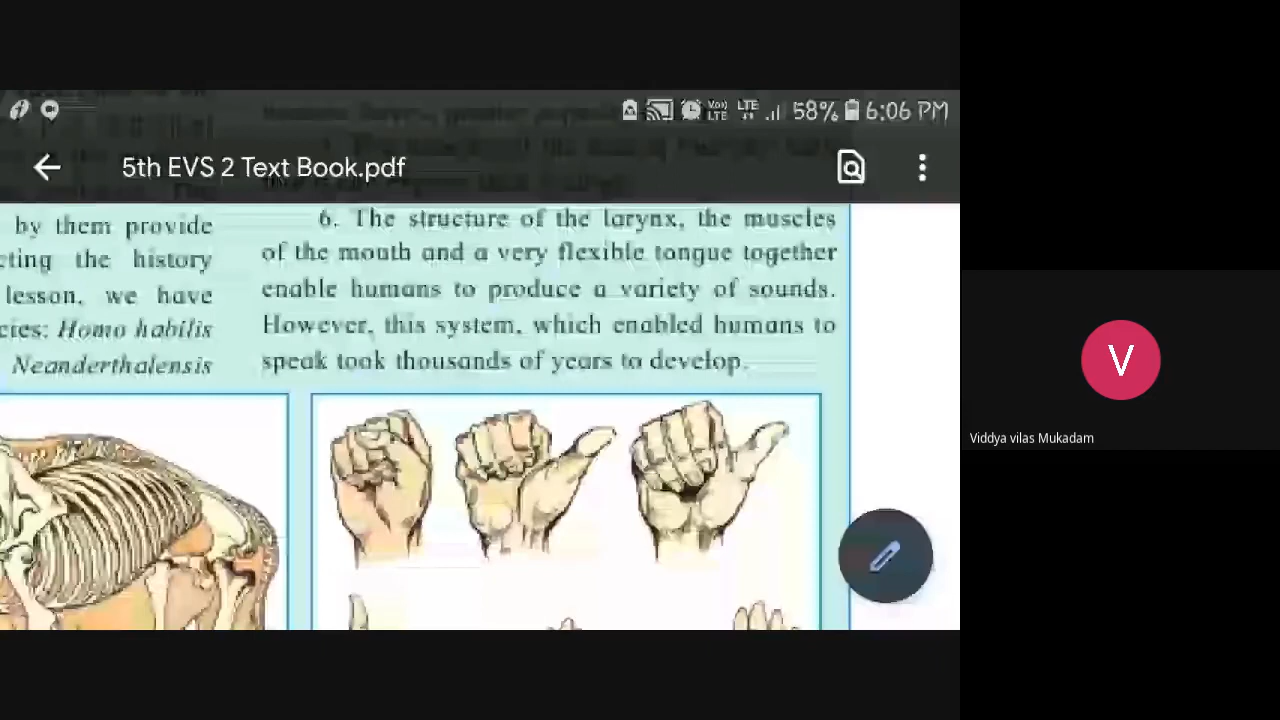 58% 6:06 PM
5th EVS 2 Text Book.pdf
by them provide
cting the history
lesson, we have
cies: Homo habilis
Neanderthalensis
6. The structure of the larynx, the muscles
of the mouth and a very flexible tongue together
enable humans to produce a variety of sounds.
However, this system, which enabled humans to
speak took thousands of years to develop.
V
Viddya vilas Mukadam